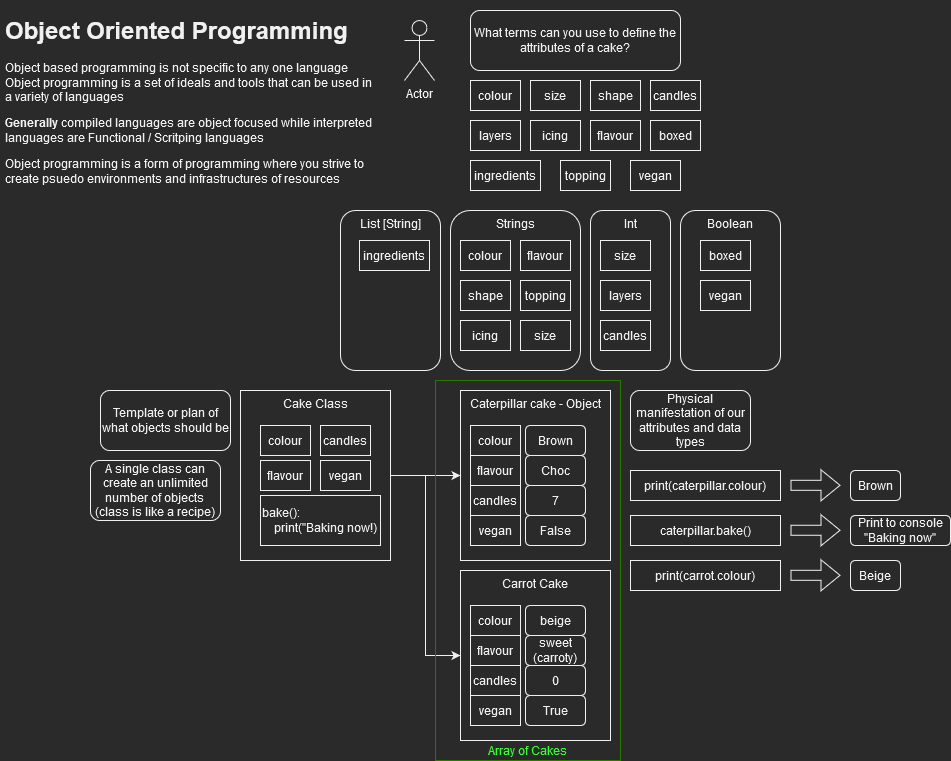 Object Oriented Programming
Object based programming is not specific to any one language
Object programming is a set of ideals and tools that can be used in
a variety of languages
Generally compiled languages are object focused while interpreted
languages are Functional / Scritping languages
Object programming is a form of programming where you strive to
create psuedo environments and infrastructures of resources
Actor
What terms can you use to define the
attributes of a cake?
colour
size
shape
candles
layers
icing
flavour
boxed
ingredients
topping
vegan
List [String]
ingredients
Strings
colour
flavour
shape
topping
icing
size
Int
size
layers
candles
Boolean
boxed
vegan
Template or plan of
what objects should be
A single class can
create an unlimited
number of objects
(class is like a recipe)
Cake Class
colour
candles
flavour
vegan
bake():
print("Baking now!)
Caterpillar cake - Object
colour
Brown
flavour
Choc
candles
7
vegan
False
Carrot Cake
colour
beige
flavour
sweet
(carroty)
candles
0
vegan
True
Array of Cakes
Physical
manifestation of our
attributes and data
types
print(caterpillar.colour)
Brown
caterpillar.bake()
Print to console
"Baking now"
print(carrot.colour)
Beige